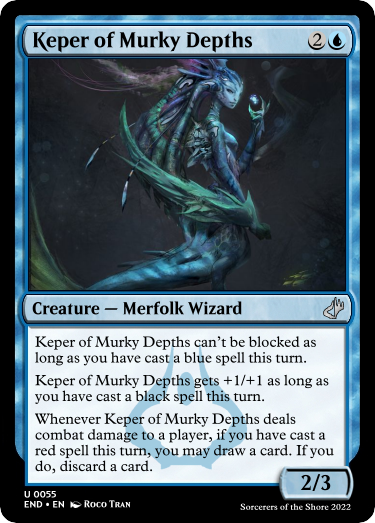 Keper of Murky Depths 2
Creature — Merfolk Wizard
Keper of Murky Depths can't be blocked as
long as you have cast a blue spell this turn.
Keper of Murky Depths gets +1/+1 as long as
you have cast a black spell this turn.
Whenever Keper of Murky Depths deals
combat damage to a player, if you have cast a
red spell this turn, you may draw a card. If you
do, discard a card.
2/3
U 0055
END • EN Roco Tran
Sorcerers of the Shore 2022